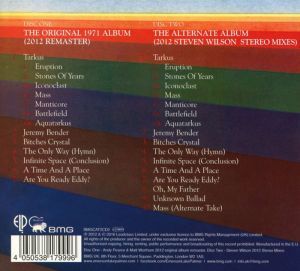 DISC ONE
THE ORIGINAL 1971 ALBUM
(2012 REMASTER)
Tarkus
Eruption
Stones Of Years
Iconoclast
Mass
Manticore
Battlefield
Aquatarkus
Jeremy Bender
Bitches Crystal
The Only Way (Hymn)
Infinite Space (Conclusion)
A Time And A Place
Are You Ready Eddy?
DISC TWO
THE ALTERNATE ALBUM
(2012 STEVEN WILSON STEREO MIXES)
Tarkus
Eruption
Stones Of Years
Iconoclast
Mass
Manticore
Battlefield
Aquatarkus
Jeremy Bender
Bitches Crystal
The Only Way (Hymn)
Infinite Space (Conclusion)
A Time And A Place
Are You Ready Eddy?
Oh, My Father
Unknown Ballad
Mass (Alternate Take)
BMG
4 050538 179996